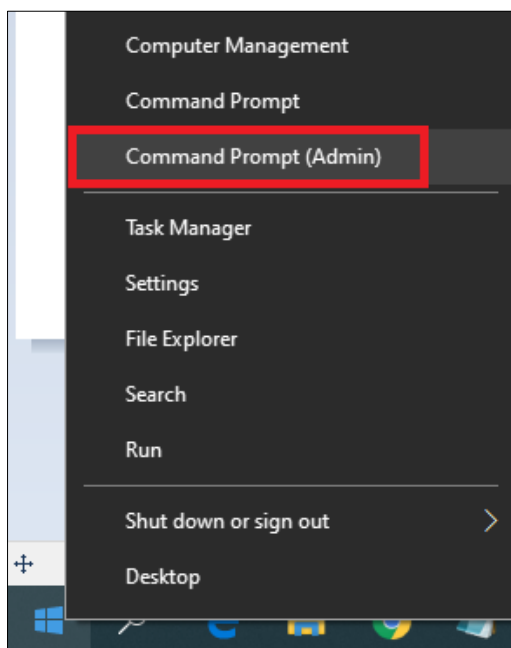 Computer Management
Command Prompt
Command Prompt (Admin)
Task Manager
Settings
File Explorer
Search
Run
Shut down or sign out
Desktop